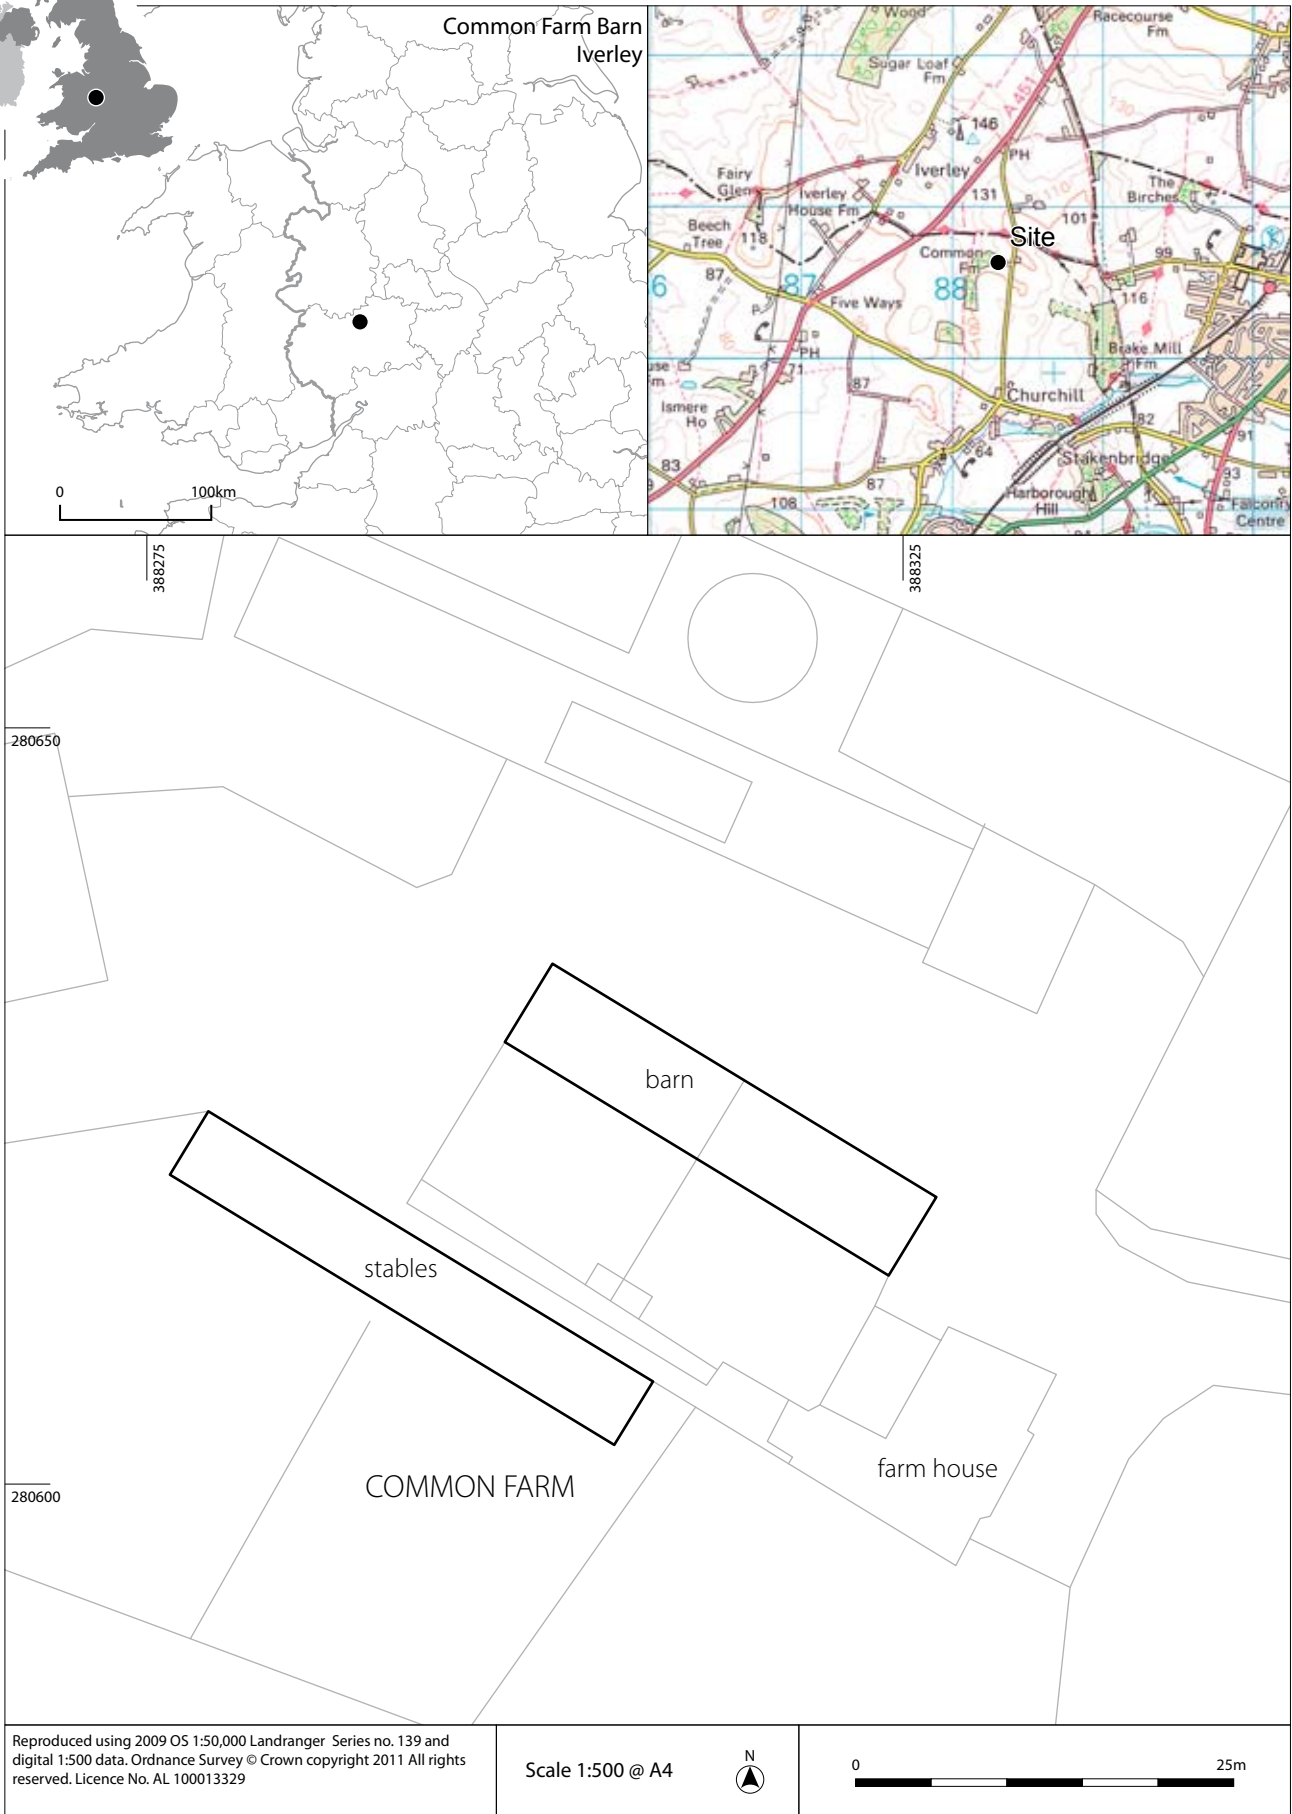 Common Farm Barn
Iverley
0
100km
Wood
Racecourse
Fm
Sugar Loaf
Fm
A451
130
146
PH
Iverley
Fairy
Glen
131
110
The
Birches
Iverley
House Fm
101
Beech
Tree
118
Site
Common
Fm
99
87
6
87
88
116
Five Ways
P
80
100
PH
71
Brake Mill
Fm
use
m
87
Churchill
Ismere
Ho
82
91
64
Stakenbridge
83
87
93
108
Harborough
Hill
Falconry
Centre
388275
388325
280650
barn
stables
farm house
COMMON FARM
280600
Reproduced using 2009 OS 1:50,000 Landranger Series no. 139 and
digital 1:500 data. Ordnance Survey © Crown copyright 2011 All rights
reserved. Licence No. AL 100013329
Scale 1:500 @ A4
N
0
25m